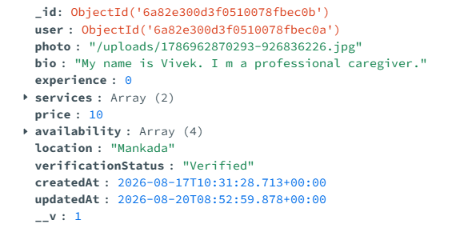 _id: ObjectId('6a82e300d3f0510078fbec0b')
user : ObjectId('6a82e300d3f0510078fbec0a')
photo : "/uploads/1786962870293-926836226.jpg"
bio : "My name is Vivek. I m a professional caregiver."
experience : 0
services : Array (2)
price : 10
availability : Array (4)
location : "Mankada"
verificationStatus : "Verified"
createdAt : 2026-08-17T10:31:28.713+00:00
updatedAt : 2026-08-20T08:52:59.878+00:00
__v : 1